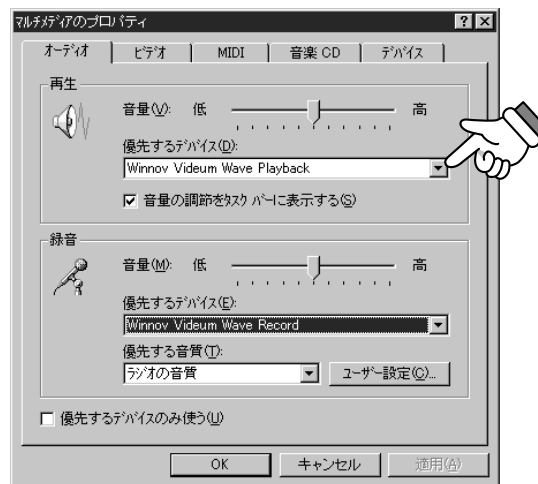 ﾏﾙﾁﾒﾃﾞｨｱのプロパティ
ｵｰﾃﾞｨｵ ﾋﾞﾃﾞｵ MIDI 音楽 CD ﾃﾞﾊﾞｲｽ
再生
音量(V): 低 高
優先するﾃﾞﾊﾞｲｽ(D):
Winnov Videum Wave Playback
音量の調節をﾀｽｸ ﾊﾞｰに表示する(S)
録音
音量(M): 低 高
優先するﾃﾞﾊﾞｲｽ(E):
Winnov Videum Wave Record
優先する音質(T):
ﾗｼﾞｵの音質 ﾕｰｻﾞｰ設定(C)...
優先するﾃﾞﾊﾞｲｽのみ使う(U)
OK キャンセル 適用(A)